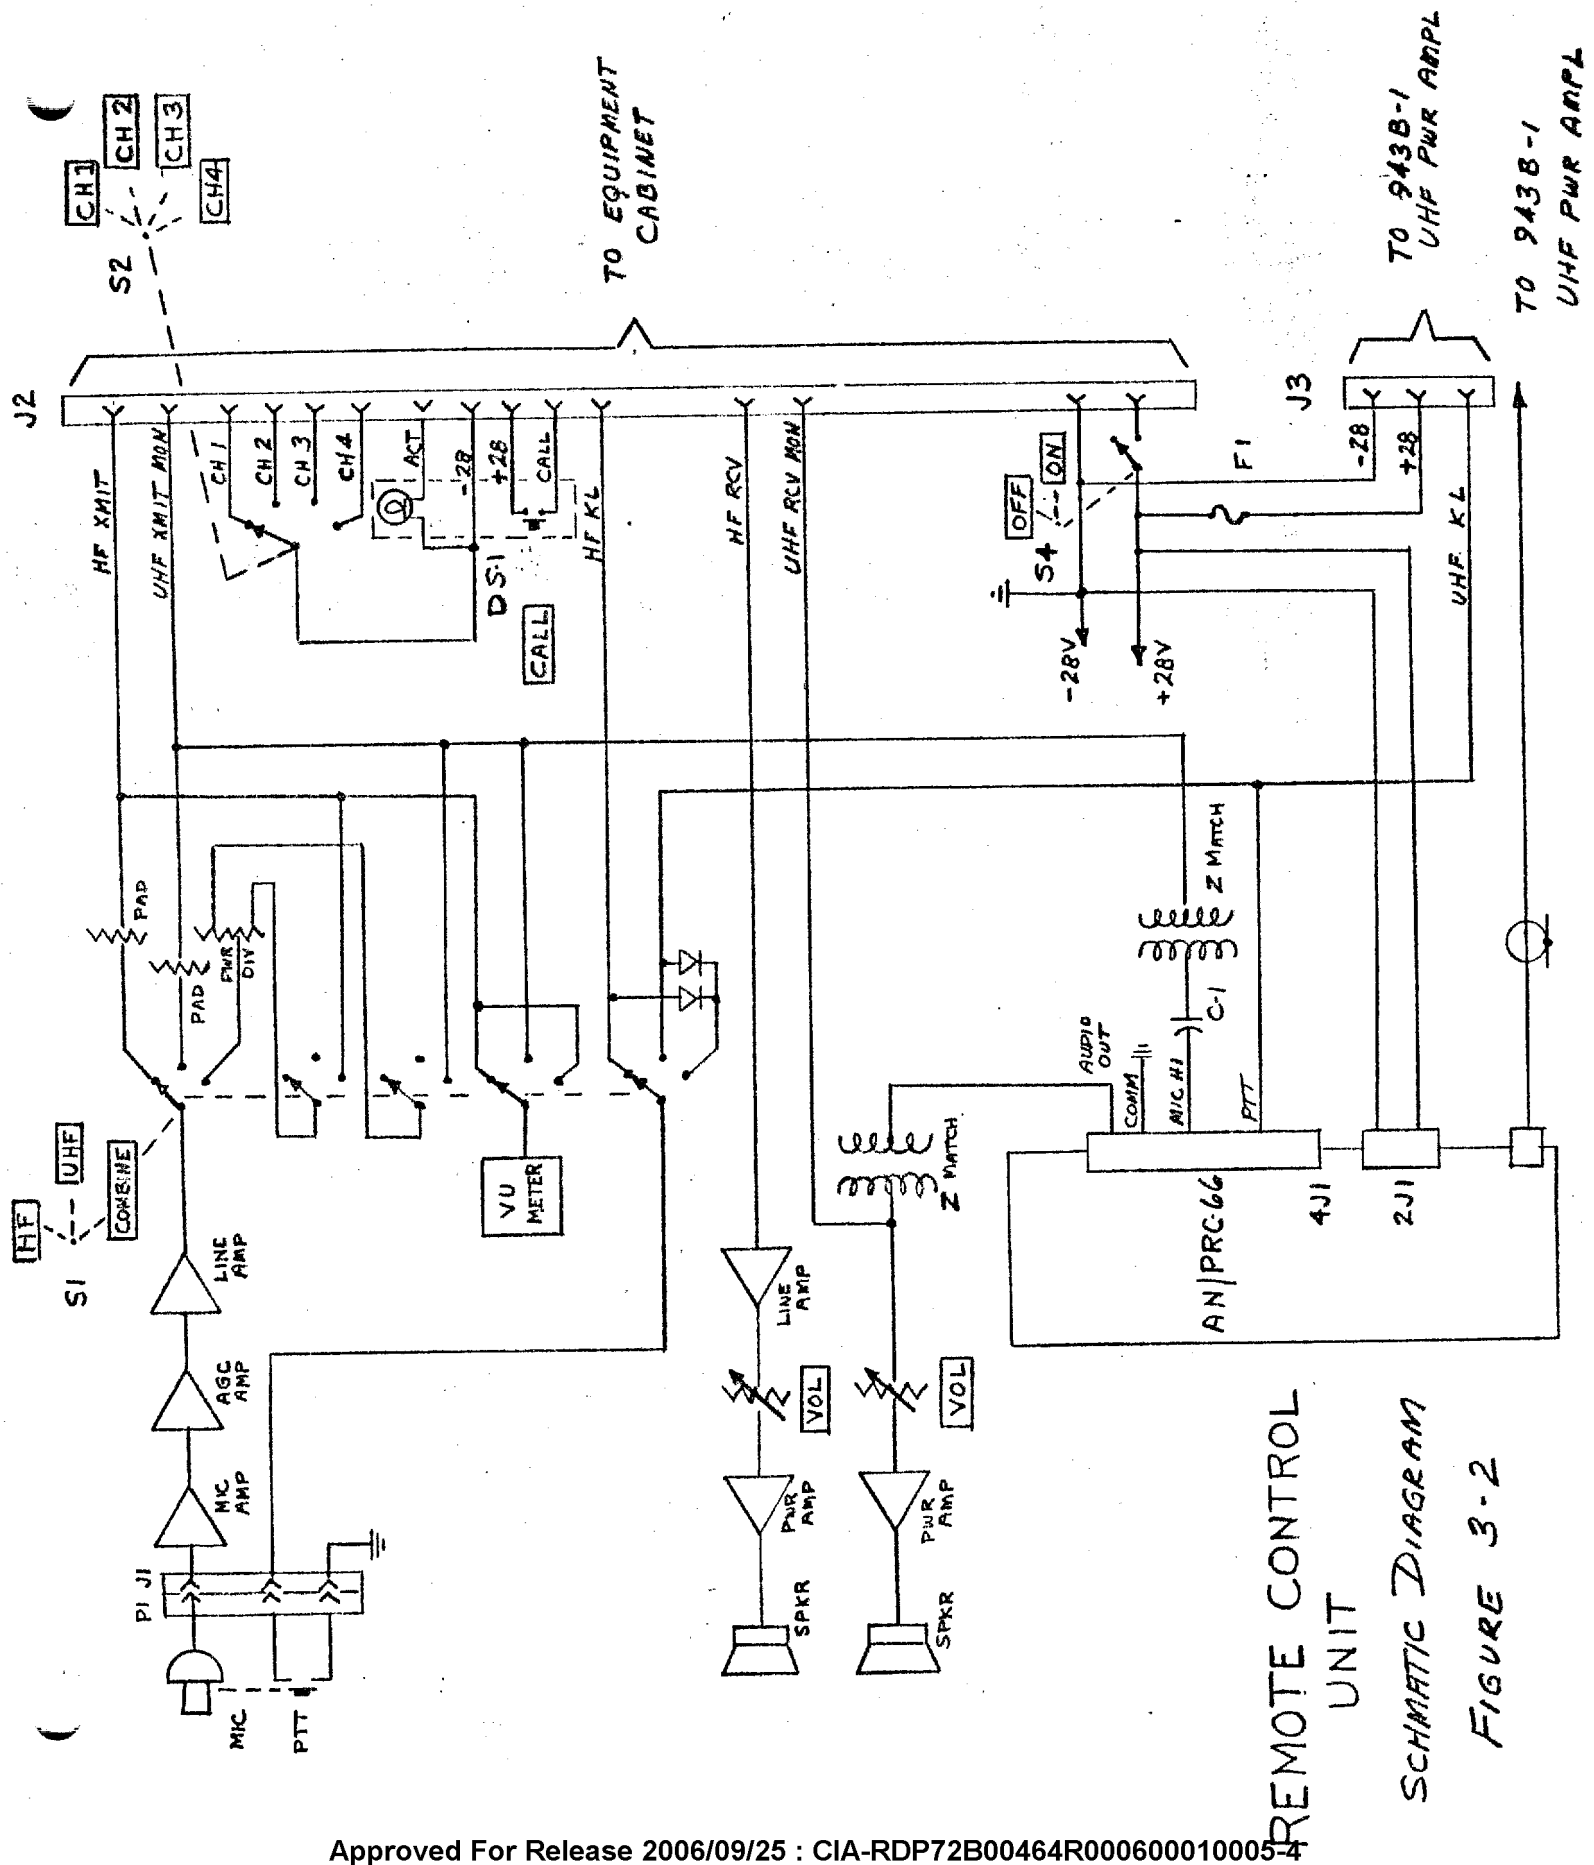 S1
HF
UHF
COMBINE
S2
CH1
CH2
CH3
CH4
J2
HF XMIT
UHF XMIT MON
CH 1
CH 2
CH 3
CH 4
ACT
-28
+28
CALL
DS-1
CALL
HF KL
HF RCV
UHF RCV MON
TO EQUIPMENT
CABINET
MIC
PTT
P1 J1
MIC
AMP
AGC
AMP
LINE
AMP
PAD
PAD
PWR
DIV
VU
METER
SPKR
PWR
AMP
VOL
LINE
AMP
SPKR
PWR
AMP
VOL
Z MATCH
S4
OFF
ON
-28V
+28V
F1
J3
-28
+28
UHF KL
TO 943B-1
UHF PWR AMPL
TO 943B-1
UHF PWR AMPL
AUDIO
OUT
COMM
MIC HI
PTT
C-1
Z MATCH
AN/PRC-66
4J1
2J1
REMOTE CONTROL
UNIT
SCHMATIC DIAGRAM
FIGURE 3-2
Approved For Release 2006/09/25 : CIA-RDP72B00464R000600010005-4